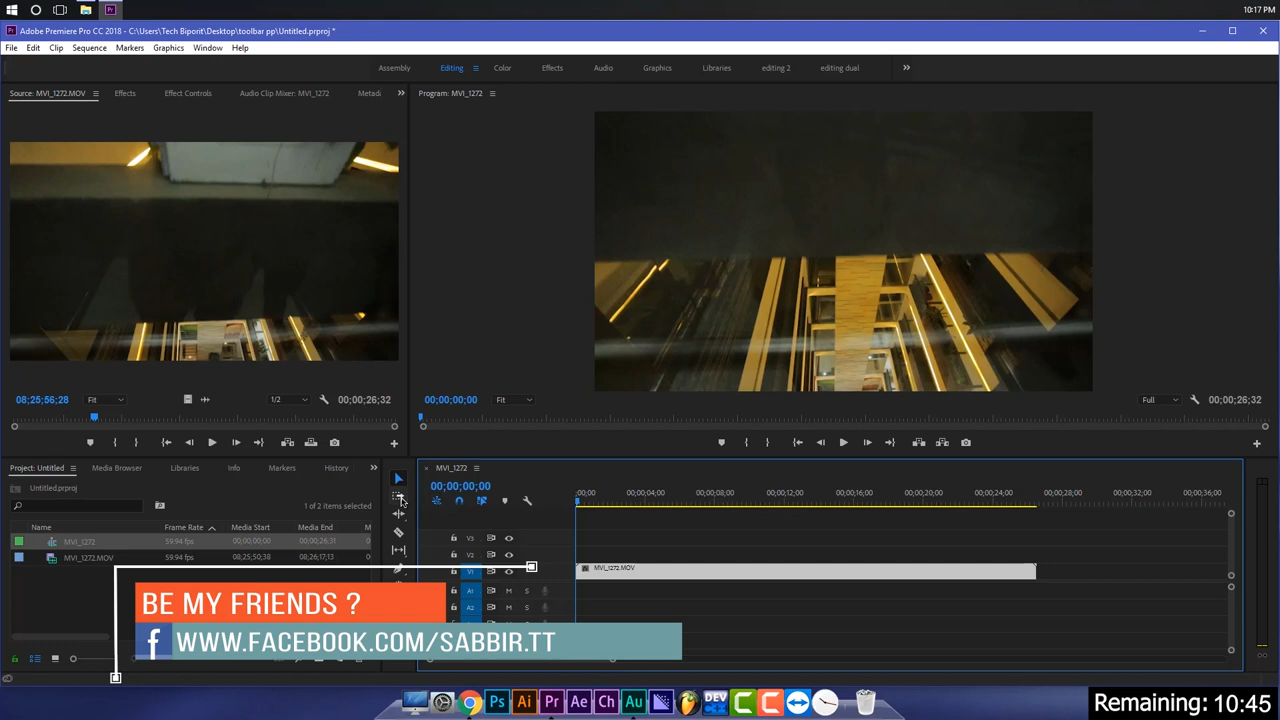 10:17 PM
Adobe Premiere Pro CC 2018 - C:\Users\Tech Biporit\Desktop\toolbar pp\Untitled.prproj *
File Edit Clip Sequence Markers Graphics Window Help
Assembly Editing Color Effects Audio Graphics Libraries editing 2 editing dual
Source: MVI_1272.MOV Effects Effect Controls Audio Clip Mixer: MVI_1272 Metadi
Program: MVI_1272
08;25;56;28 Fit 1/2 00;00;26;32
00;00;00;00 Fit Full 00;00;26;32
Project: Untitled Media Browser Libraries Info Markers History
Untitled.prproj
1 of 2 items selected
Name Frame Rate Media Start Media End M
MVI_1272 59.94 fps 00;00;00;00 00;00;26;31
MVI_1272.MOV 59.94 fps 08;25;50;38 08;26;17;13
MVI_1272
00;00;00;00
;00;00 00;00;04;00 00;00;08;00 00;00;12;00 00;00;16;00 00;00;20;00 00;00;24;00 00;00;28;00 00;00;32;00 00;00;36;00
V3
V2
V1 MVI_1272.MOV
A1 M S
A2 M S
BE MY FRIENDS ?
f WWW.FACEBOOK.COM/SABBIR.TT
Ps Ai Pr Ae Ch Au DEV C C
Remaining: 10:45